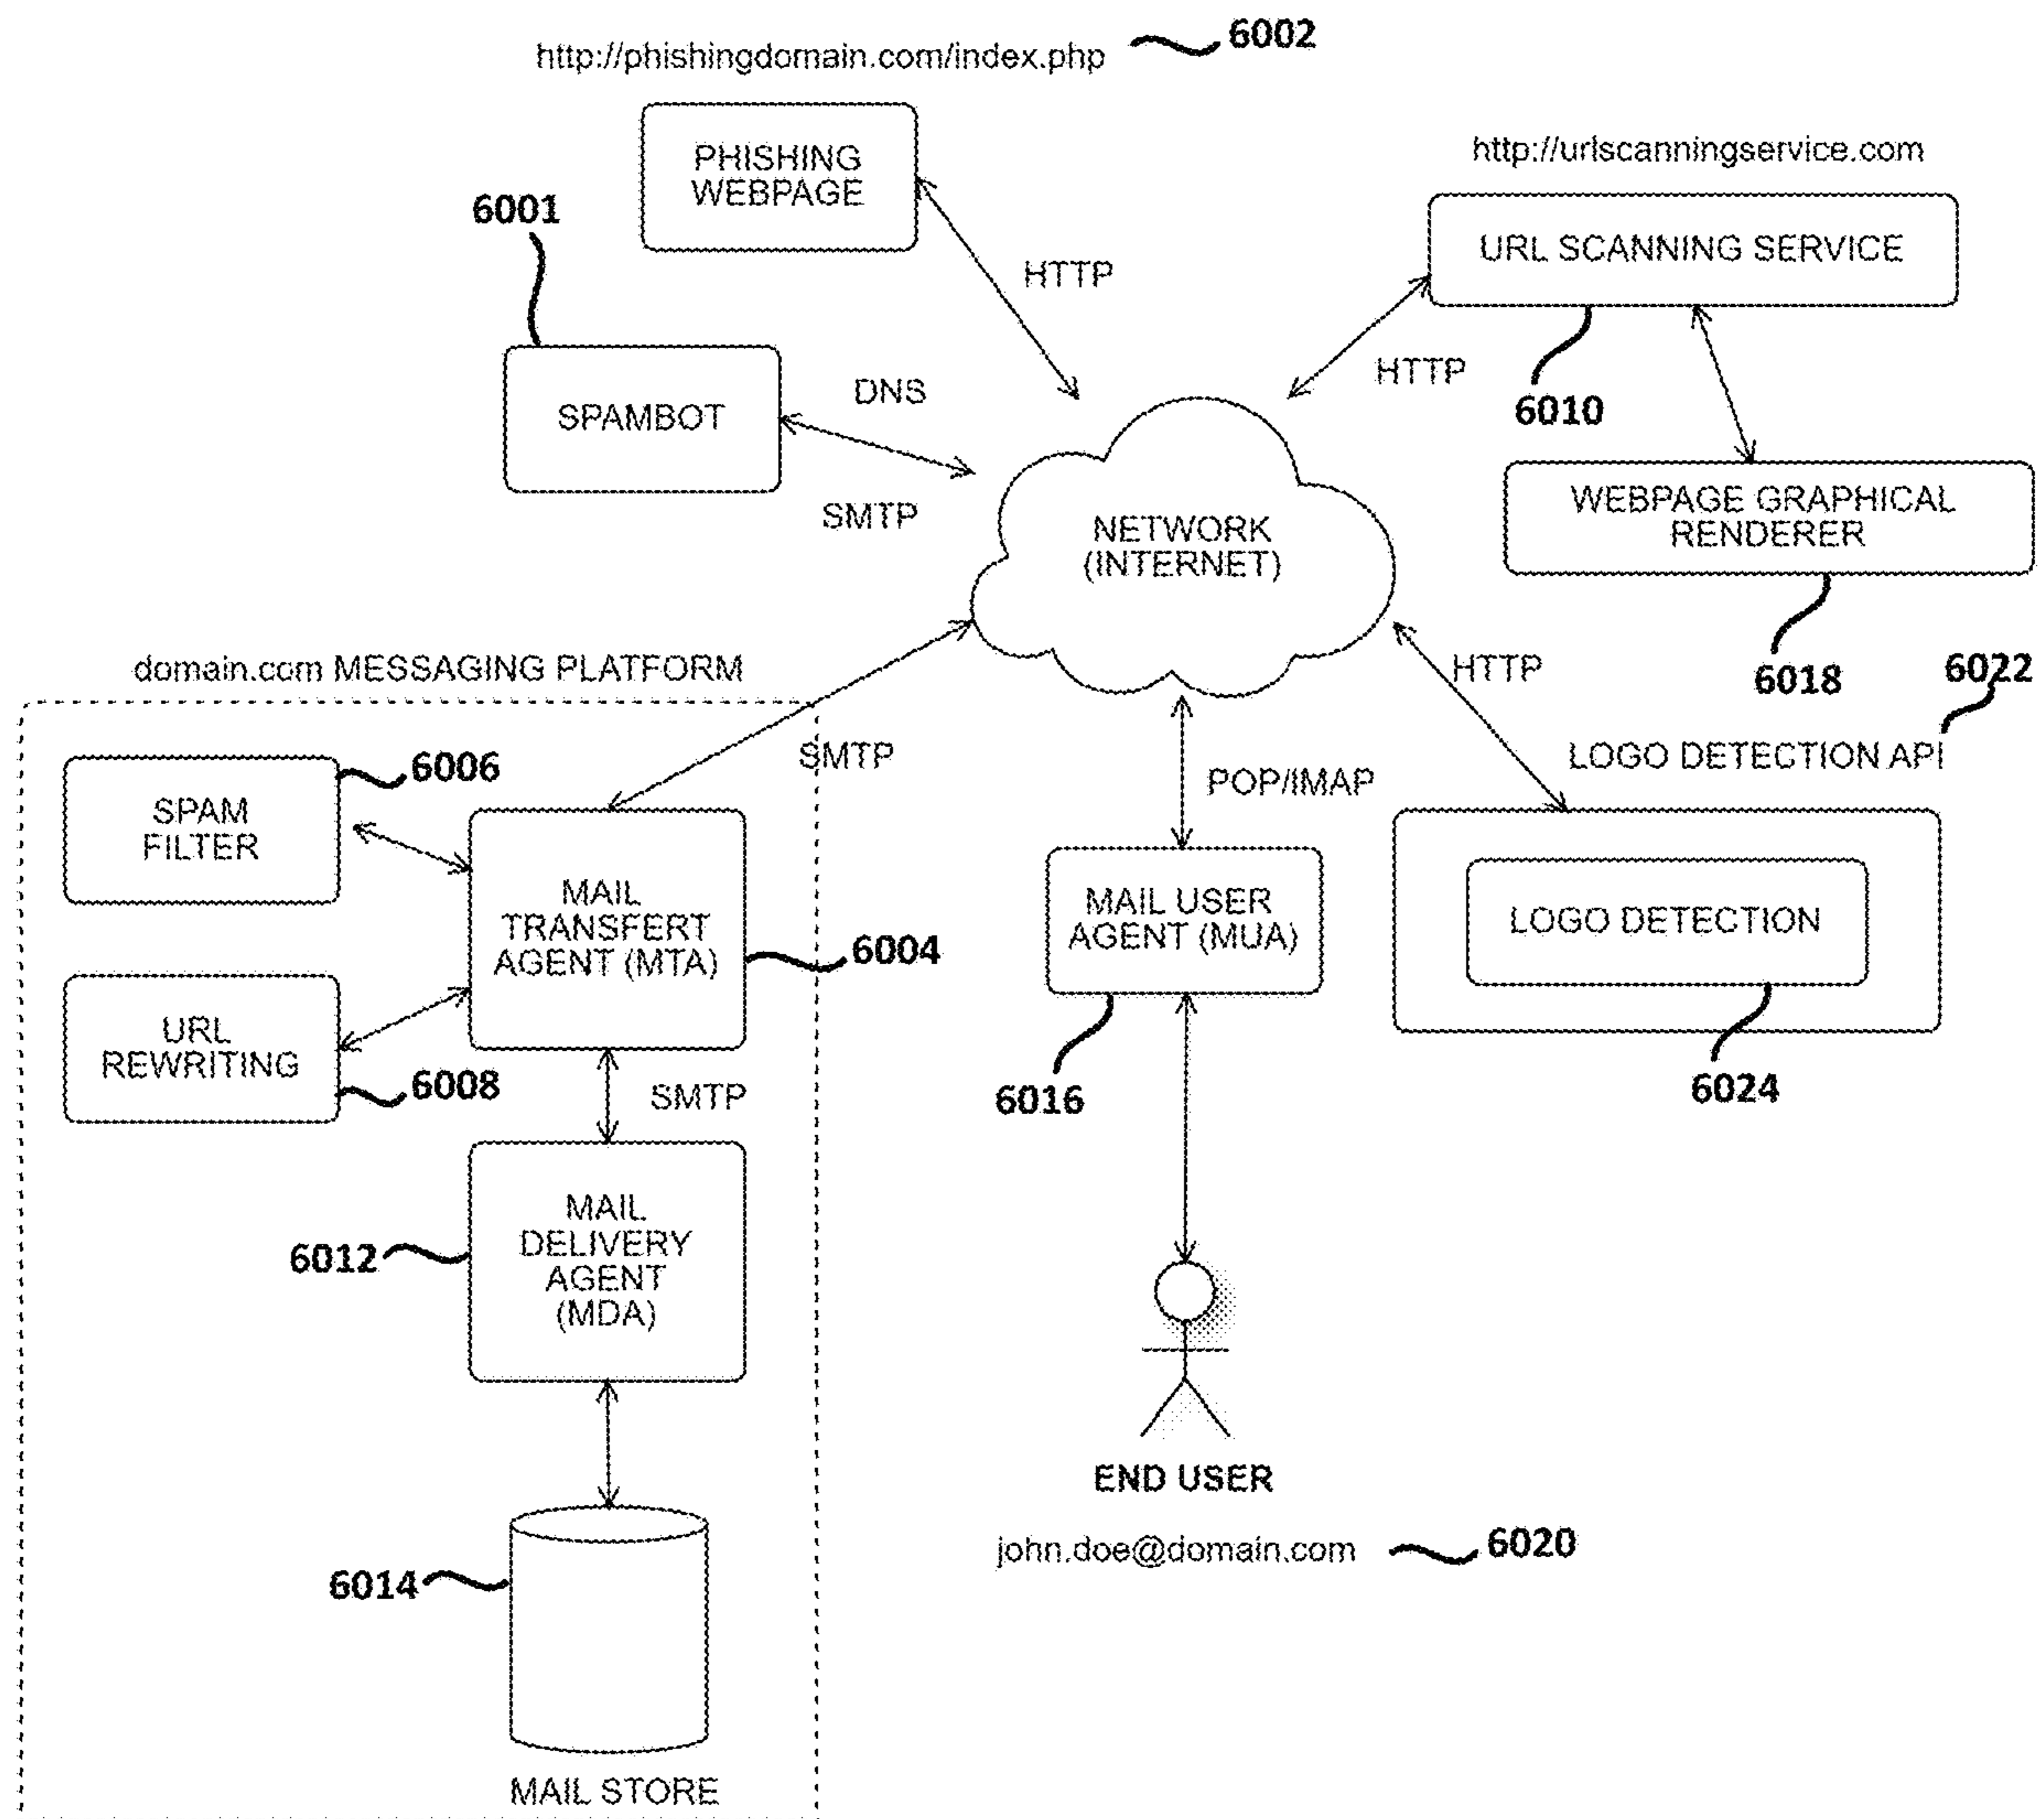 http://phishingdomain.com/index.php
6002
PHISHING
WEBPAGE
http://urlscanningservice.com
6001
URL SCANNING SERVICE
HTTP
SPAMBOT
DNS
HTTP
6010
SMTP
NETWORK
(INTERNET)
WEBPAGE GRAPHICAL
RENDERER
domain.com MESSAGING PLATFORM
HTTP
6018
6022
SMTP
LOGO DETECTION API
6006
SPAM
FILTER
POP/IMAP
MAIL
TRANSFERT
AGENT (MTA)
6004
MAIL USER
AGENT (MUA)
LOGO DETECTION
URL
REWRITING
6008
SMTP
6016
6024
MAIL
DELIVERY
AGENT
(MDA)
6012
END USER
john.doe@domain.com
6020
6014
MAIL STORE